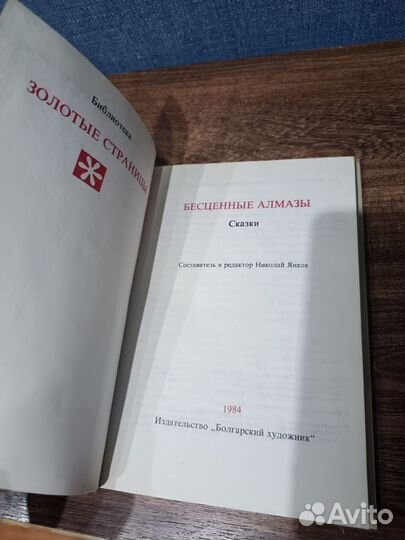 Библиотека
ЗОЛОТЫЕ СТРАНИЦЫ
БЕСЦЕННЫЕ АЛМАЗЫ
Сказки
Составитель и редактор Николай Янков
1984
Издательство „Болгарский художник“
Avito